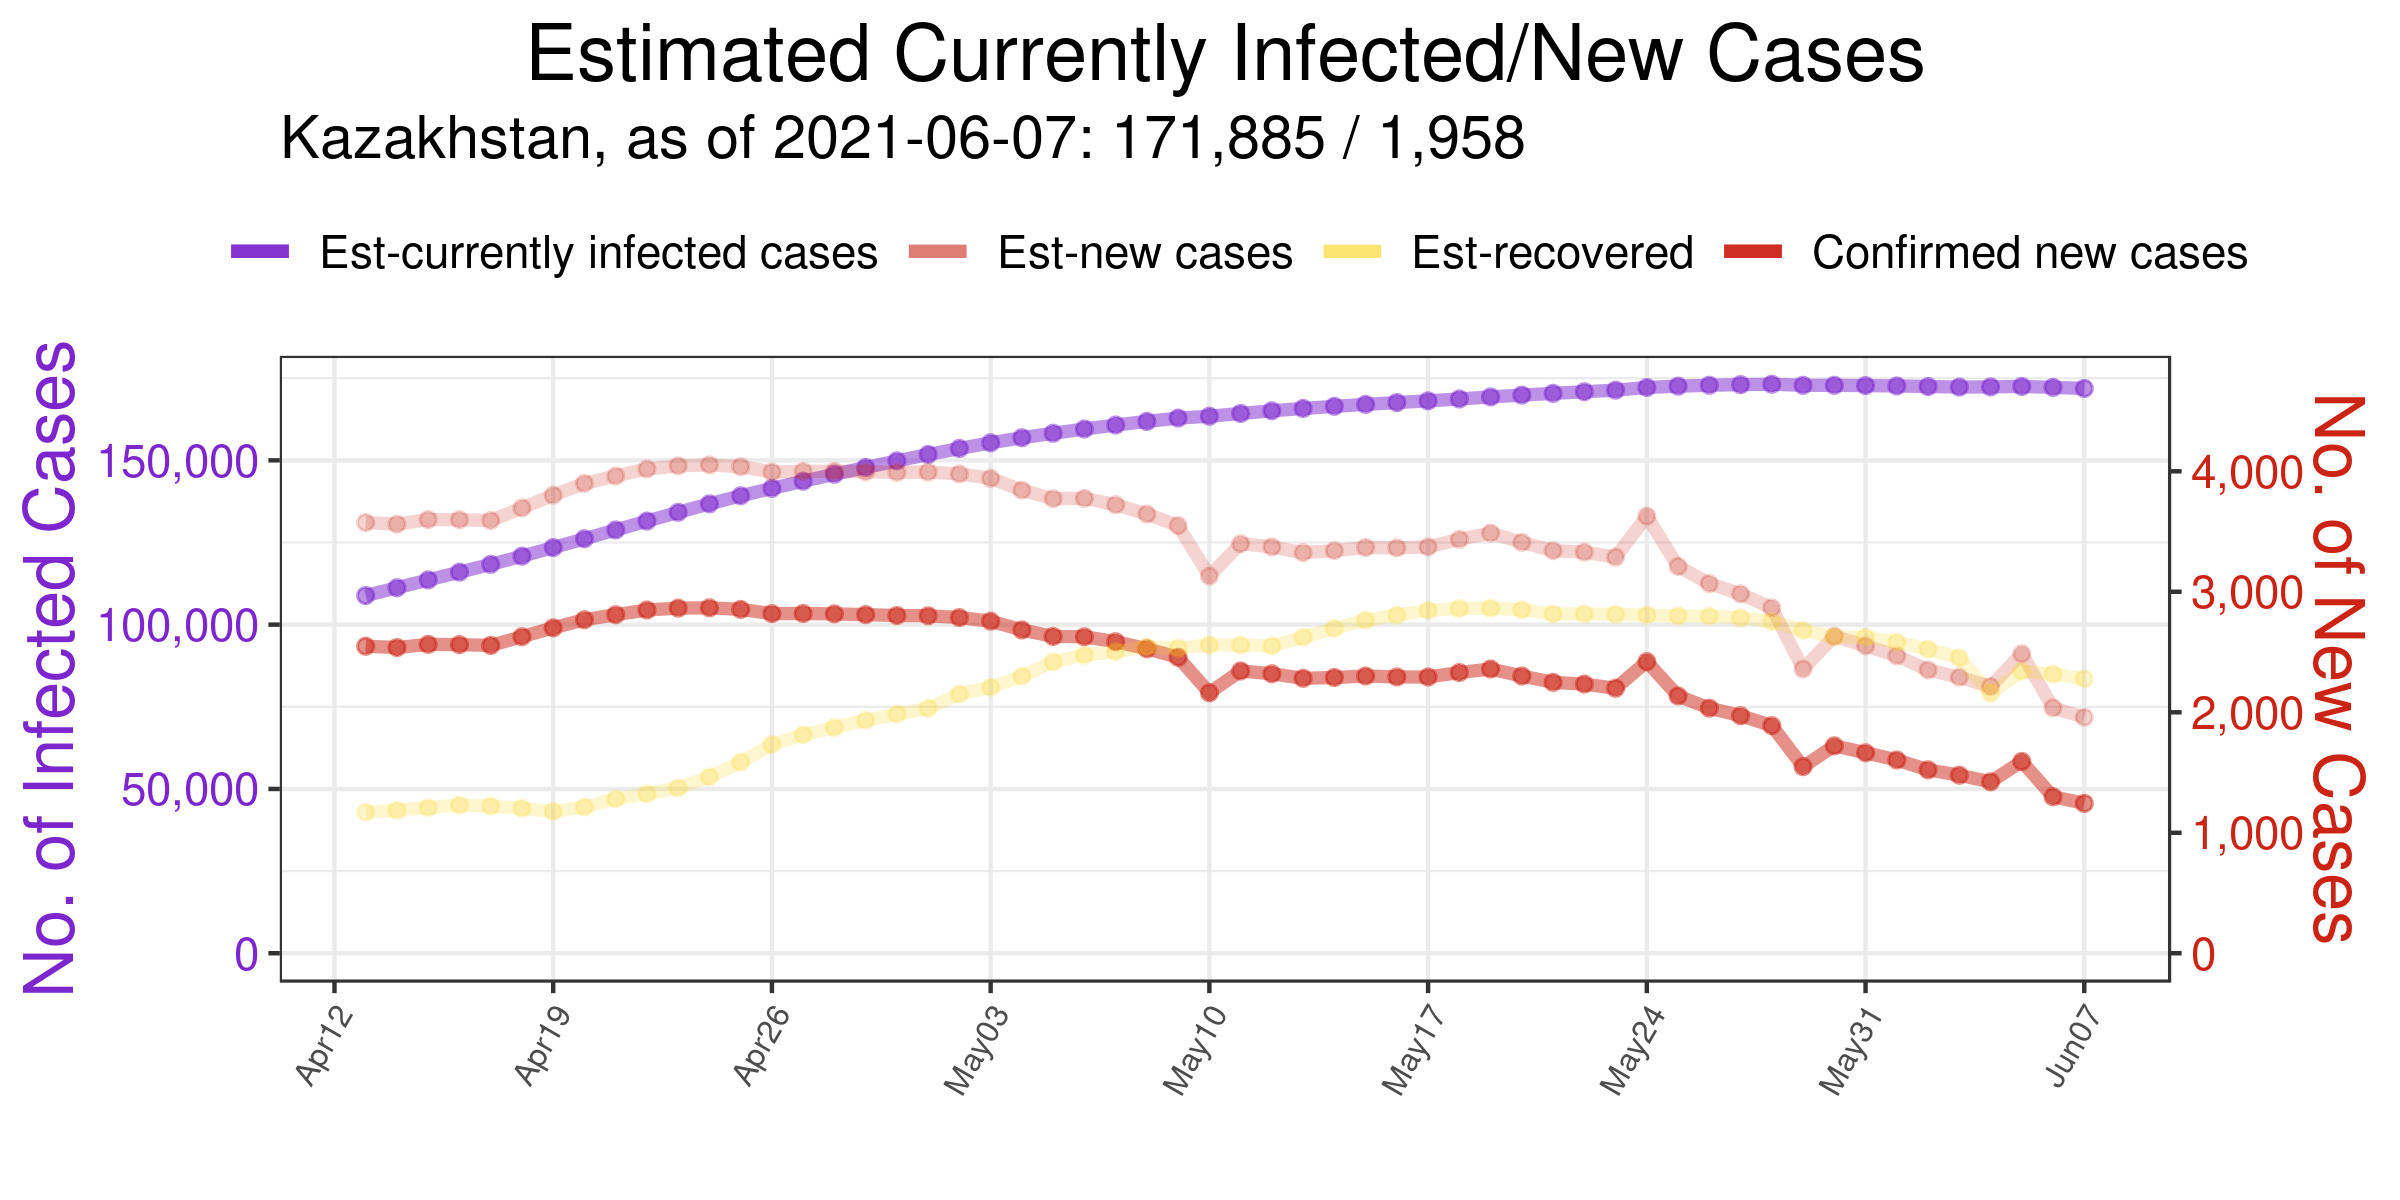 Estimated Currently Infected/New Cases
Kazakhstan, as of 2021-06-07: 171,885 / 1,958
Est-currently infected cases Est-new cases Est-recovered Confirmed new cases
No. of Infected Cases
150,000
100,000
50,000
0
4,000
3,000
2,000
1,000
0
No. of New Cases
Apr12 Apr19 Apr26 May03 May10 May17 May24 May31 Jun07